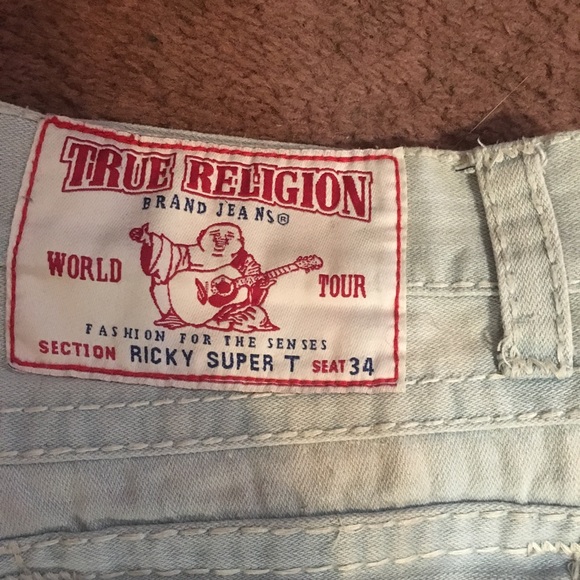 TRUE RELIGION
BRAND JEANS®
WORLD TOUR
FASHION FOR THE SENSES
SECTION RICKY SUPER T SEAT 34